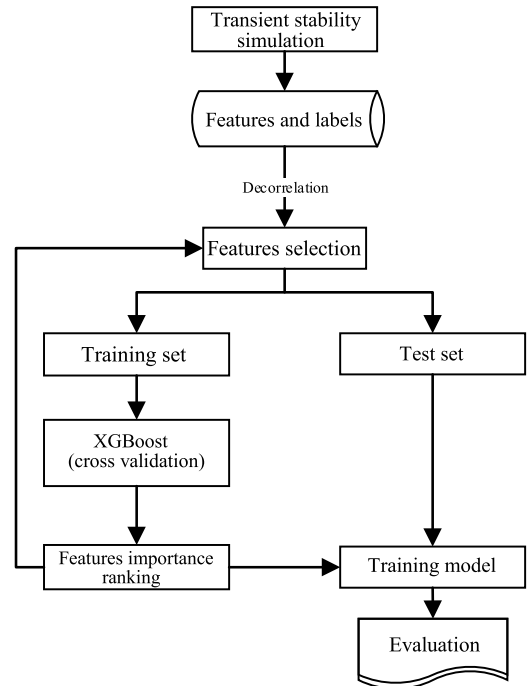 Transient stability
simulation
Features and labels
Decorrelation
Features selection
Training set
Test set
XGBoost
(cross validation)
Features importance
ranking
Training model
Evaluation